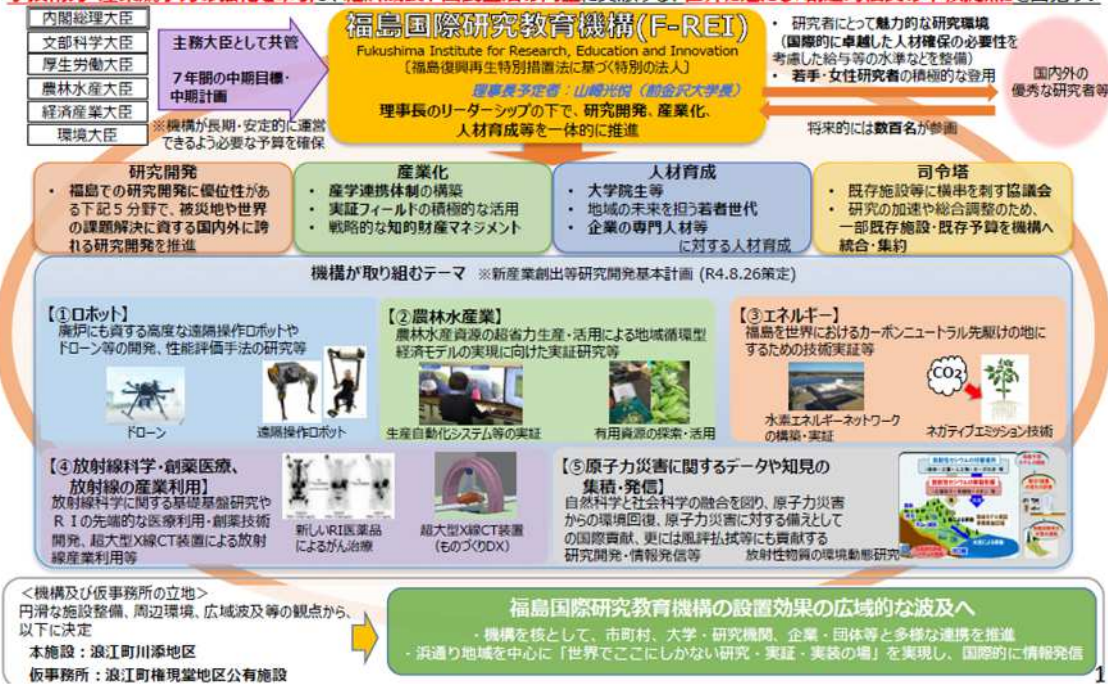 内閣総理大臣
文部科学大臣
厚生労働大臣
農林水産大臣
経済産業大臣
環境大臣
主務大臣として共管
７年間の中期目標・
中期計画
※機構が長期・安定的に運営
できるよう必要な予算を確保
福島国際研究教育機構(F-REI)
Fukushima Institute for Research, Education and Innovation
〔福島復興再生特別措置法に基づく特別の法人〕
理事長予定者：山崎光悦（前金沢大学長）
理事長のリーダーシップの下で、研究開発、産業化、
人材育成等を一体的に推進
・ 研究者にとって魅力的な研究環境
（国際的に卓越した人材確保の必要性を
考慮した給与等の水準などを整備）
・ 若手・女性研究者の積極的な登用
将来的には数百名が参画
国内外の
優秀な研究者等
研究開発
・ 福島での研究開発に優位性があ
る下記５分野で、被災地や世界
の課題解決に資する国内外に誇
れる研究開発を推進
産業化
・ 産学連携体制の構築
・ 実証フィールドの積極的な活用
・ 戦略的な知的財産マネジメント
人材育成
・ 大学院生等
・ 地域の未来を担う若者世代
・ 企業の専門人材等
に対する人材育成
司令塔
・ 既存施設等に横串を刺す協議会
・ 研究の加速や総合調整のため、
一部既存施設・既存予算を機構へ
統合・集約
機構が取り組むテーマ ※新産業創出等研究開発基本計画 (R4.8.26策定)
【①ロボット】
廃炉にも資する高度な遠隔操作ロボットや
ドローン等の開発、性能評価手法の研究等
ドローン
遠隔操作ロボット
【②農林水産業】
農林水産資源の超省力生産・活用による地域循環型
経済モデルの実現に向けた実証研究等
生産自動化システム等の実証
有用資源の探索・活用
【③エネルギー】
福島を世界におけるカーボンニュートラル先駆けの地に
するための技術実証等
CO2
水素エネルギーネットワーク
の構築・実証
ネガティブエミッション技術
【④放射線科学・創薬医療、
放射線の産業利用】
放射線科学に関する基礎基盤研究や
ＲＩの先端的な医療利用・創薬技術
開発、超大型X線CT装置による放射
線産業利用等
新しいRI医薬品
によるがん治療
超大型X線CT装置
(ものづくりDX)
【⑤原子力災害に関するデータや知見の
集積・発信】
自然科学と社会科学の融合を図り、原子力災害
からの環境回復、原子力災害に対する備えとして
の国際貢献、更には風評払拭等にも貢献する
研究開発・情報発信等
放射性物質の環境動態研究
＜機構及び仮事務所の立地＞
円滑な施設整備、周辺環境、広域波及等の観点から、
以下に決定
本施設：浪江町川添地区
仮事務所：浪江町権現堂地区公有施設
福島国際研究教育機構の設置効果の広域的な波及へ
・機構を核として、市町村、大学・研究機関、企業・団体等と多様な連携を推進
・浜通り地域を中心に「世界でここにしかない研究・実証・実装の場」を実現し、国際的に情報発信
1